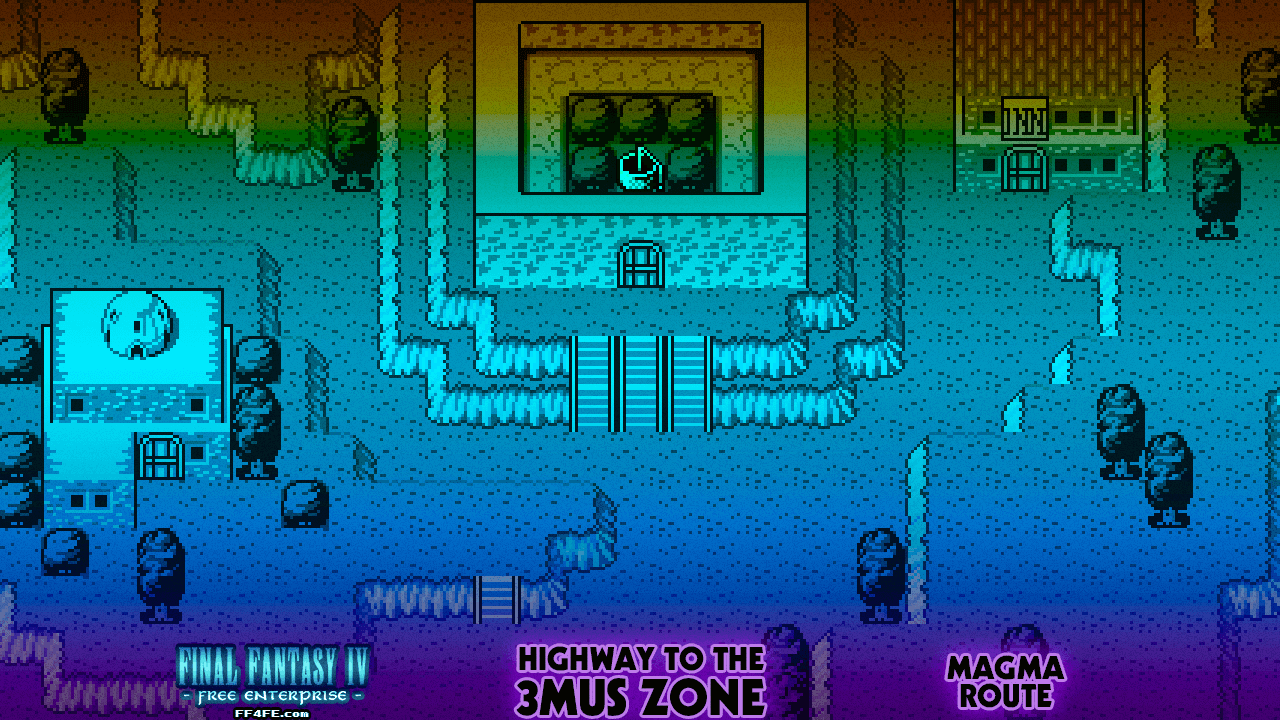 INN
FINAL FANTASY IV
- FREE ENTERPRISE -
FF4FE.com
HIGHWAY TO THE
3MUS ZONE
MAGMA
ROUTE